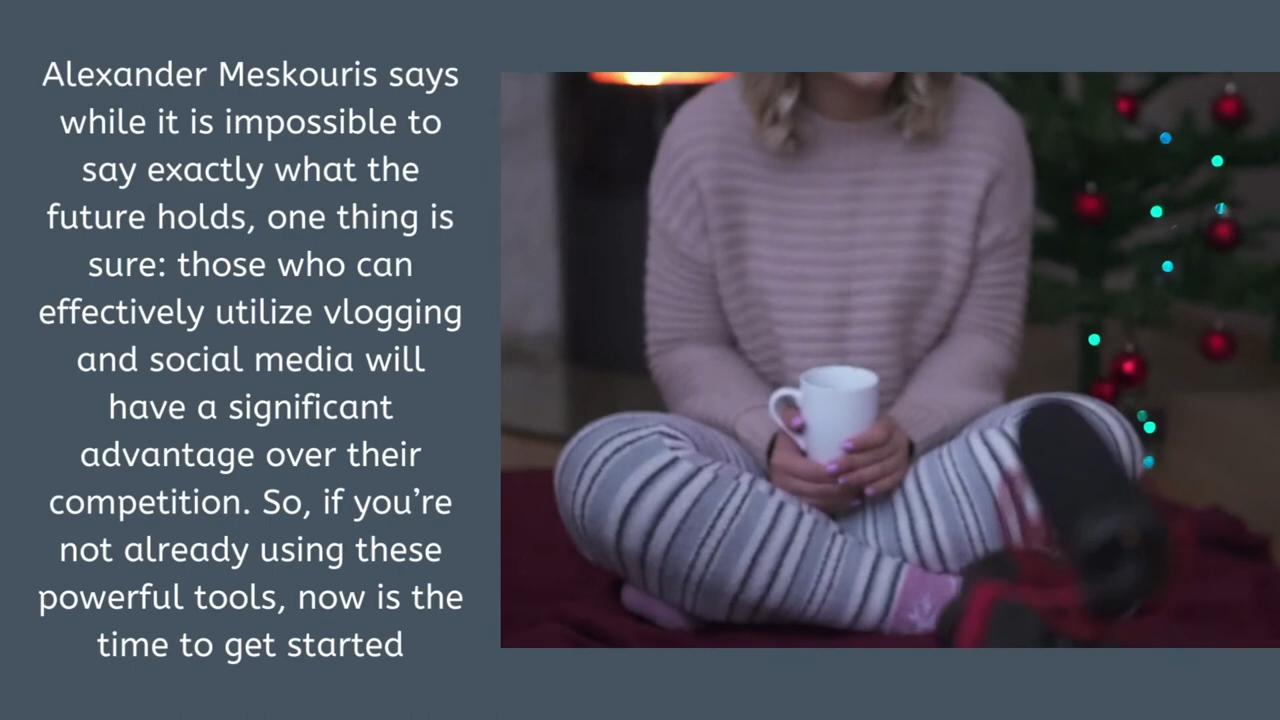 Alexander Meskouris says
while it is impossible to
say exactly what the
future holds, one thing is
sure: those who can
effectively utilize vlogging
and social media will
have a significant
advantage over their
competition. So, if you’re
not already using these
powerful tools, now is the
time to get started